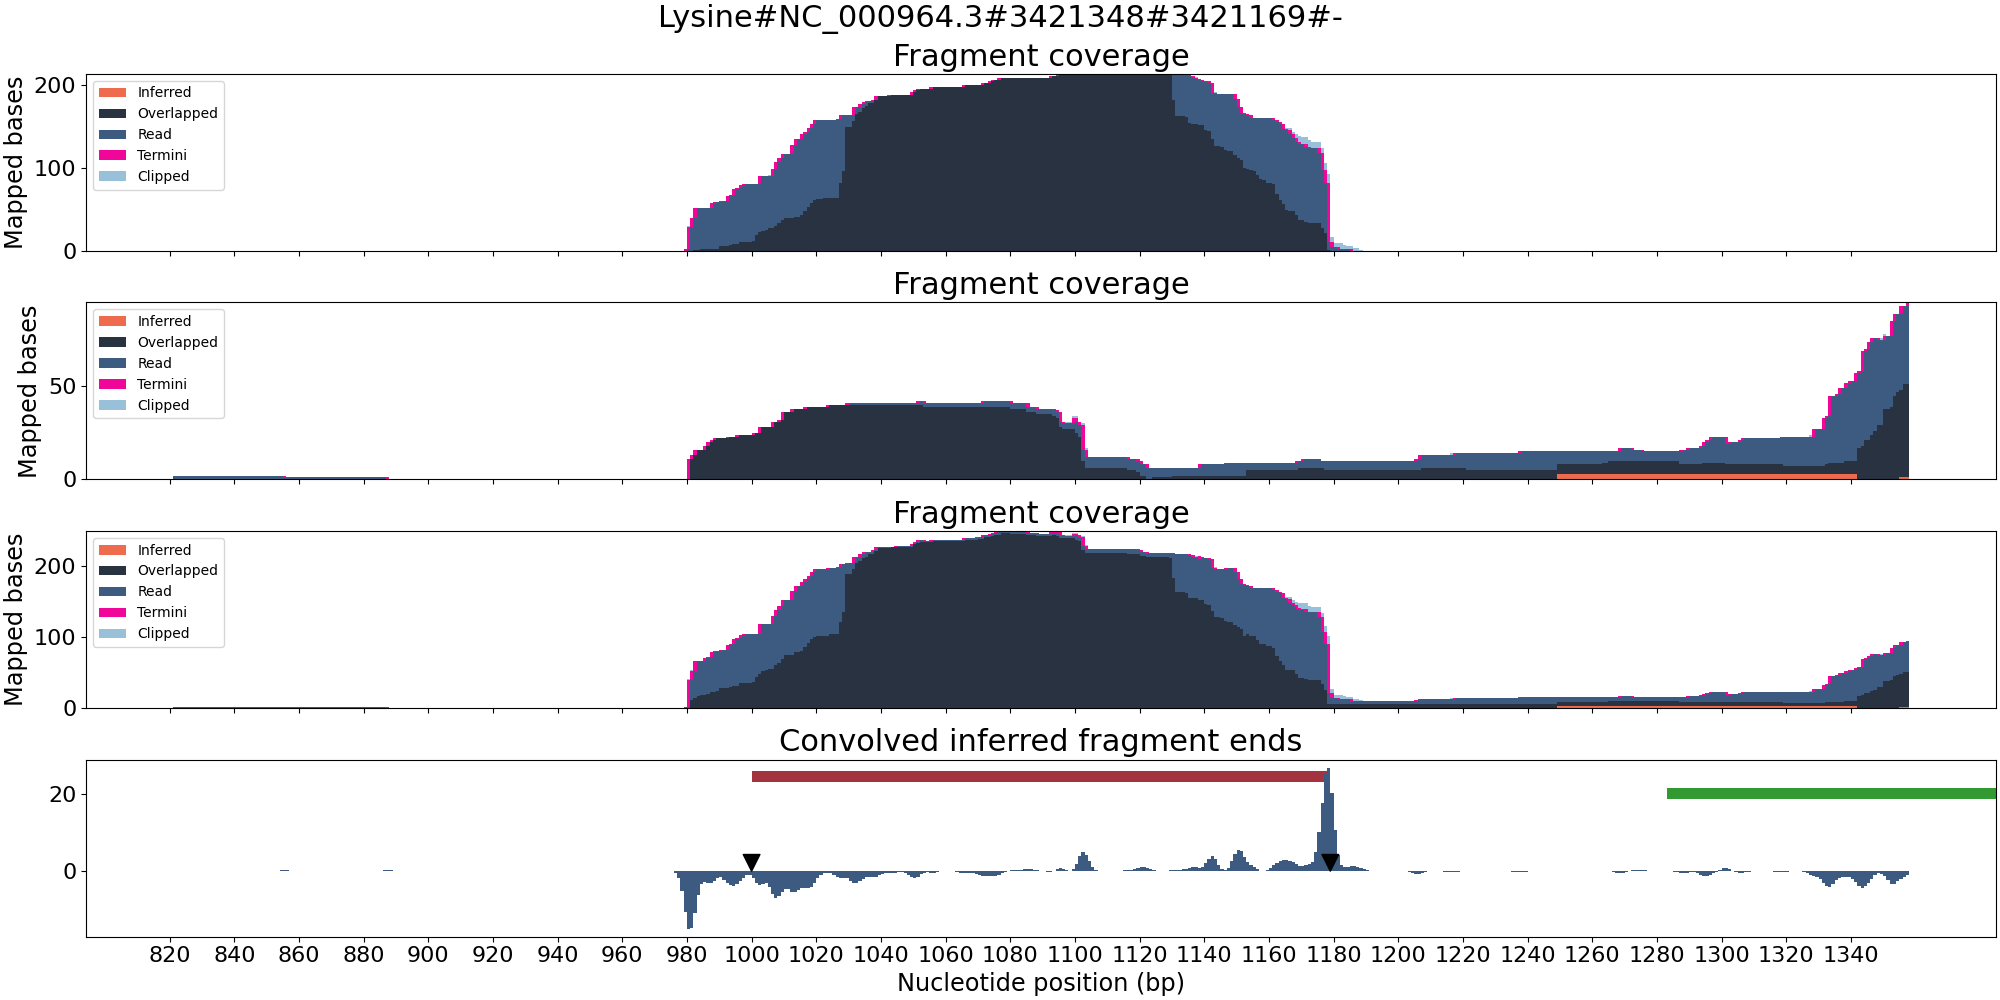 Lysine#NC_000964.3#3421348#3421169#-
Fragment coverage
200
100
0
Mapped bases
Inferred
Overlapped
Read
Termini
Clipped
Fragment coverage
50
0
Mapped bases
Inferred
Overlapped
Read
Termini
Clipped
Fragment coverage
200
100
0
Mapped bases
Inferred
Overlapped
Read
Termini
Clipped
Convolved inferred fragment ends
20
0
820 840 860 880 900 920 940 960 980 1000 1020 1040 1060 1080 1100 1120 1140 1160 1180 1200 1220 1240 1260 1280 1300 1320 1340
Nucleotide position (bp)